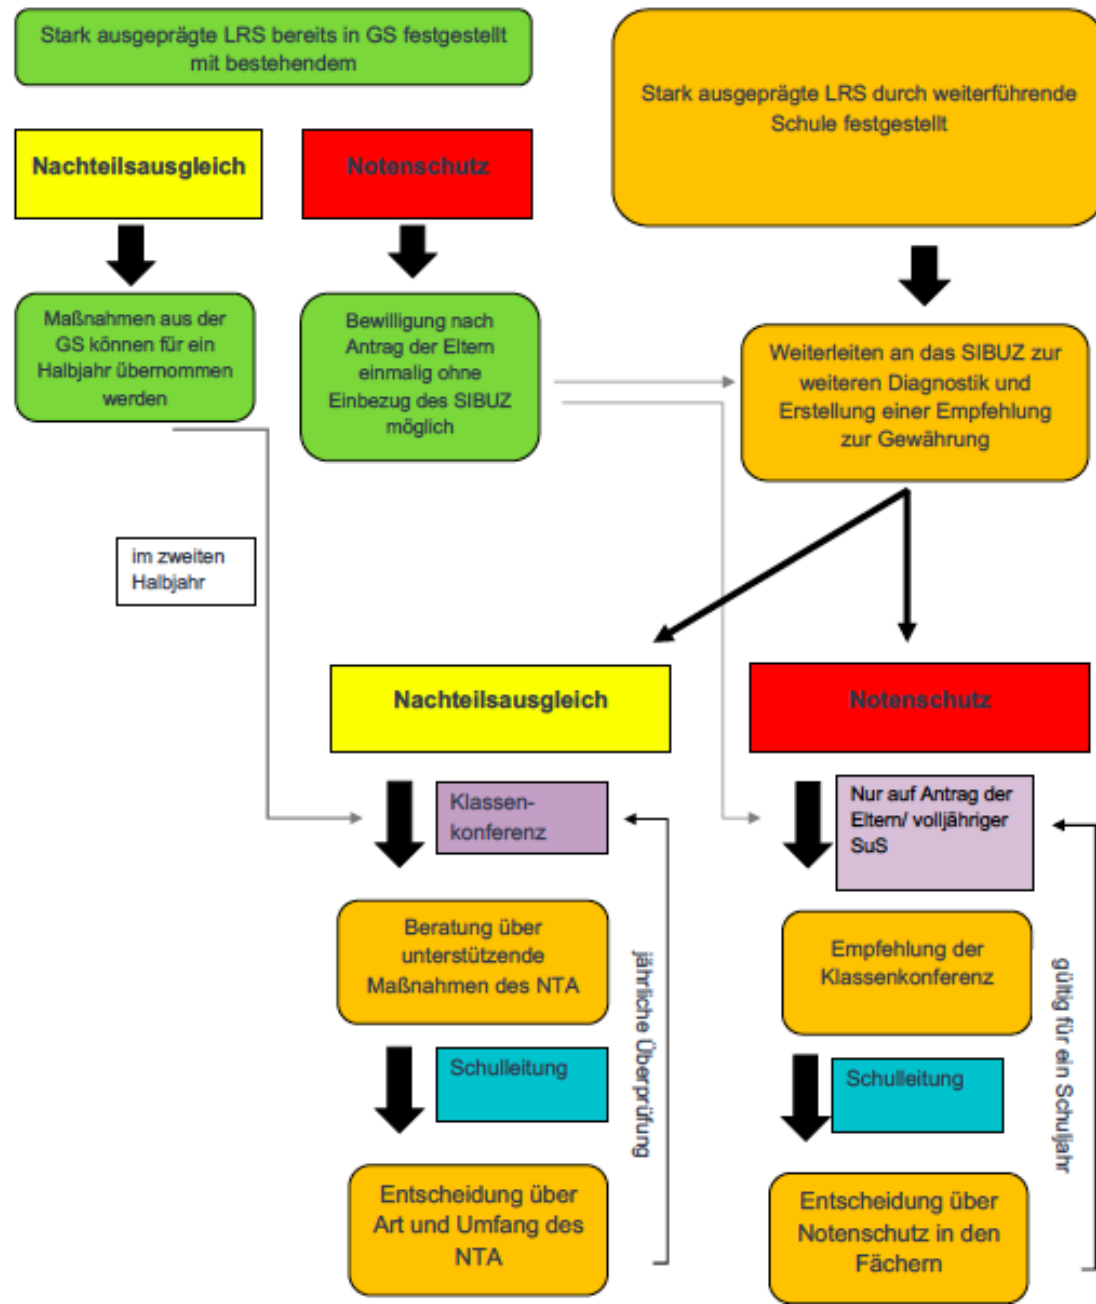 Stark ausgeprägte LRS bereits in GS festgestellt
mit bestehendem
Stark ausgeprägte LRS durch weiterführende
Schule festgestellt
Nachteilsausgleich
Notenschutz
Maßnahmen aus der
GS können für ein
Halbjahr übernommen
werden
Bewilligung nach
Antrag der Eltern
einmalig ohne
Einbezug des SIBUZ
möglich
Weiterleiten an das SIBUZ zur
weiteren Diagnostik und
Erstellung einer Empfehlung
zur Gewährung
im zweiten
Halbjahr
Nachteilsausgleich
Notenschutz
Klassen-
konferenz
Nur auf Antrag der
Eltern/ volljähriger
SuS
Beratung über
unterstützende
Maßnahmen des NTA
jährliche Überprüfung
Empfehlung der
Klassenkonferenz
gültig für ein Schuljahr
Schulleitung
Schulleitung
Entscheidung über
Art und Umfang des
NTA
Entscheidung über
Notenschutz in den
Fächern